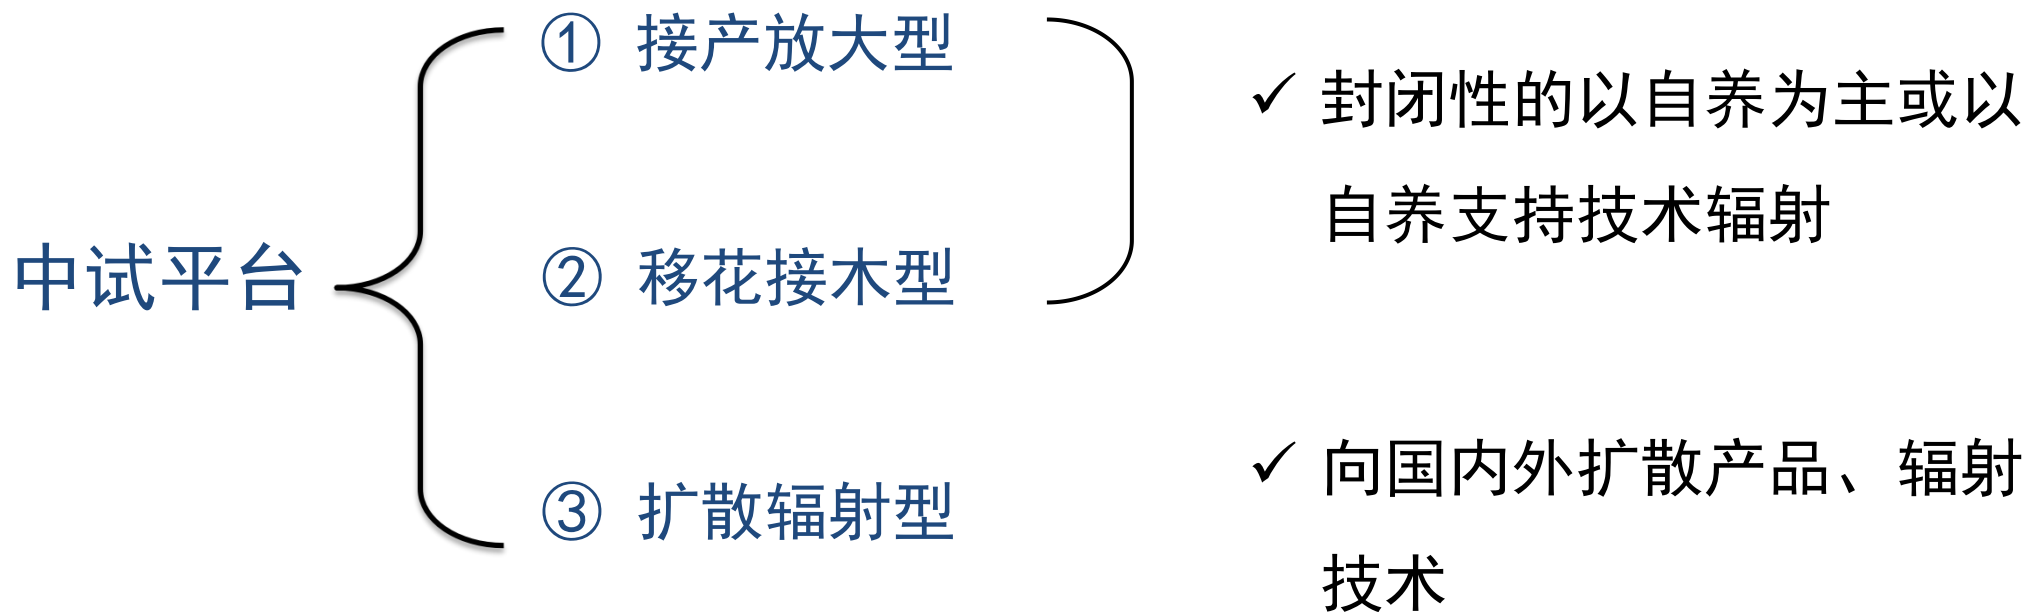 中试平台
① 接产放大型
② 移花接木型
③ 扩散辐射型
✓ 封闭性的以自养为主或以
自养支持技术辐射
✓ 向国内外扩散产品、辐射
技术